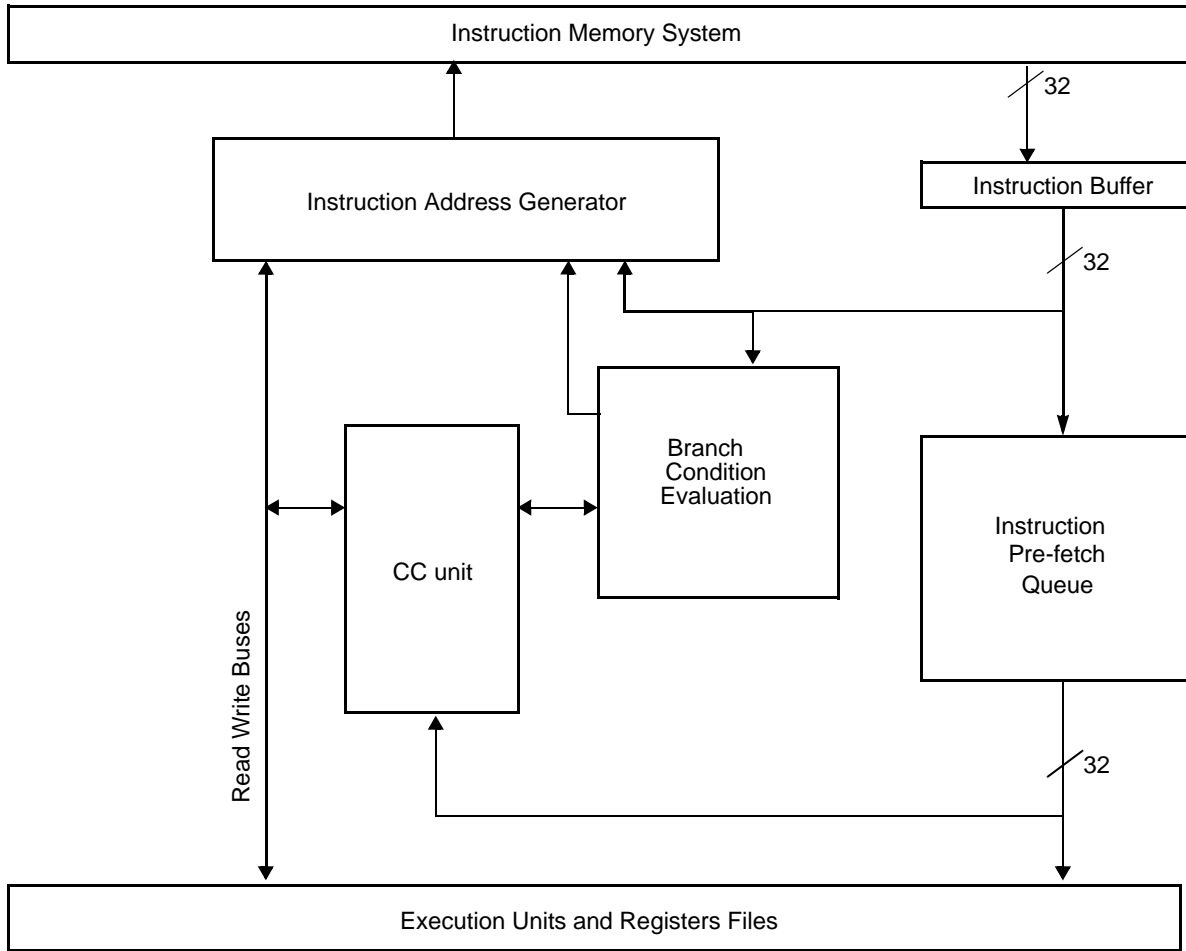 Instruction Memory System
32
Instruction Address Generator
Instruction Buffer
32
Branch
Condition
Evaluation
Instruction
Pre-fetch
Queue
CC unit
Read Write Buses
32
Execution Units and Registers Files